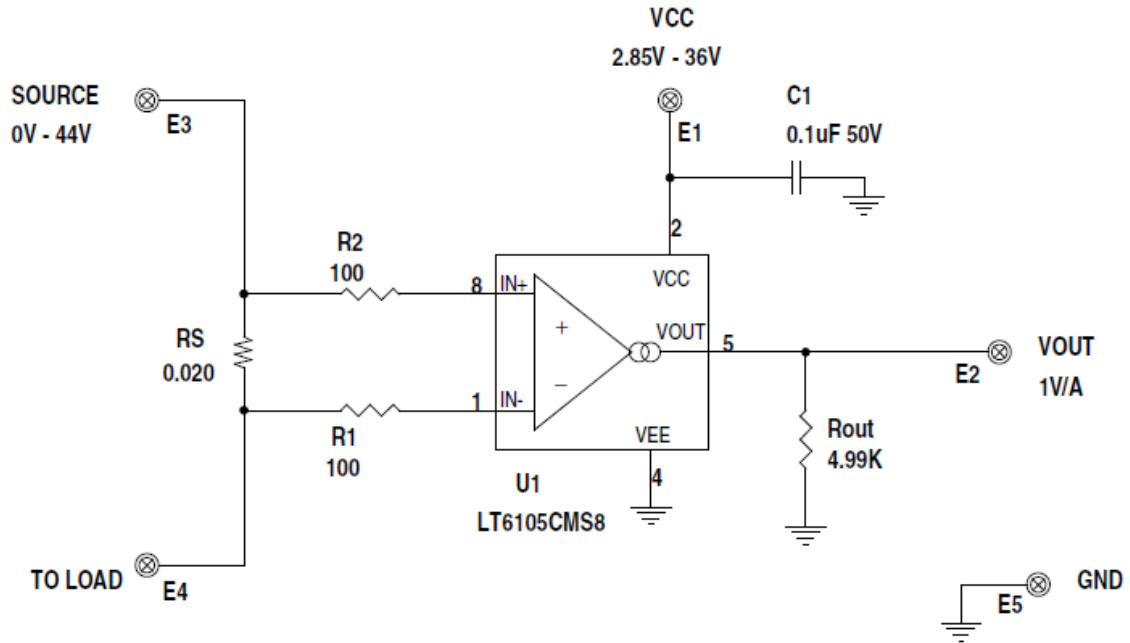 VCC
2.85V - 36V
SOURCE
0V - 44V
E3
E1
C1
0.1uF 50V
2
R2
100
8
IN+
VCC
RS
0.020
+
VOUT
5
E2
VOUT
1V/A
−
1
IN-
R1
100
VEE
Rout
4.99K
4
U1
LT6105CMS8
TO LOAD
E4
E5
GND